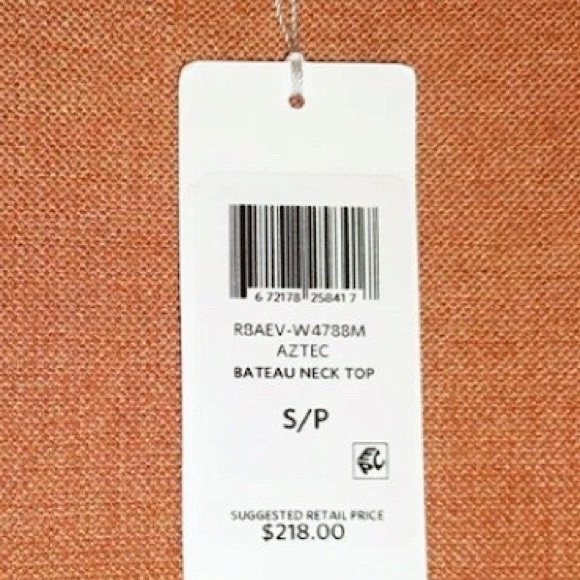 6 72178 25841 7
R8AEV-W4788M
AZTEC
BATEAU NECK TOP
S/P
SUGGESTED RETAIL PRICE
$218.00